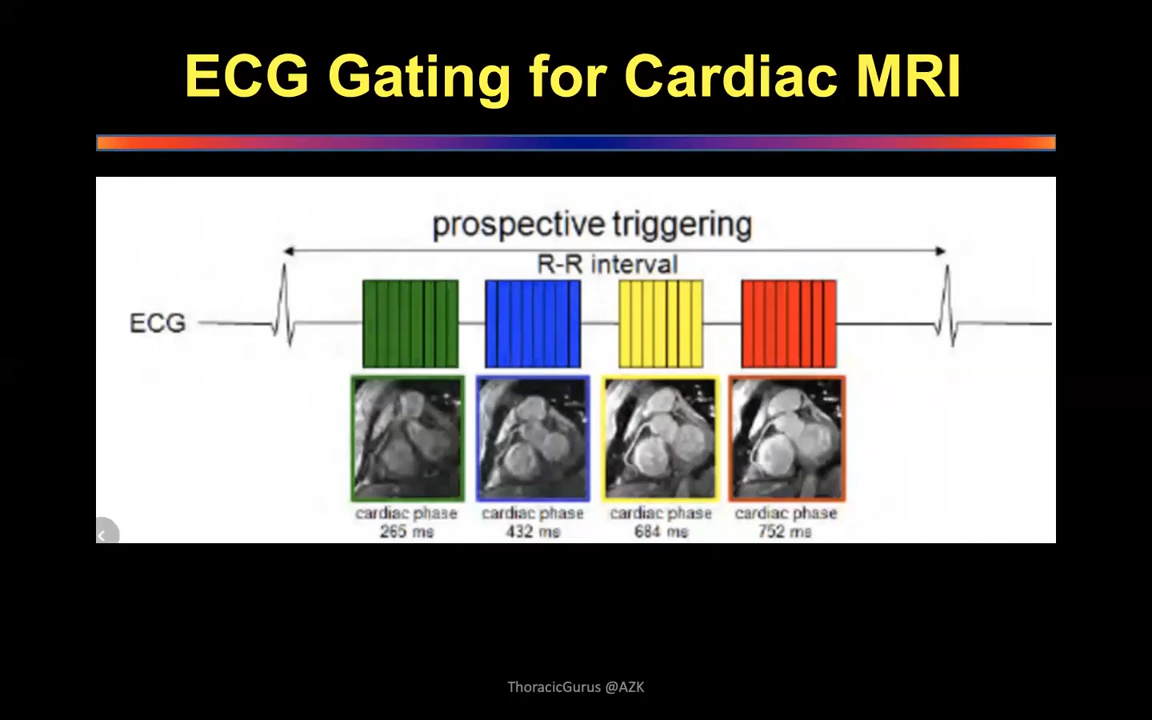 ECG Gating for Cardiac MRI
prospective triggering
R-R interval
ECG
cardiac phase cardiac phase cardiac phase cardiac phase
265 ms 432 ms 684 ms 752 ms
ThoracicGurus @AZK